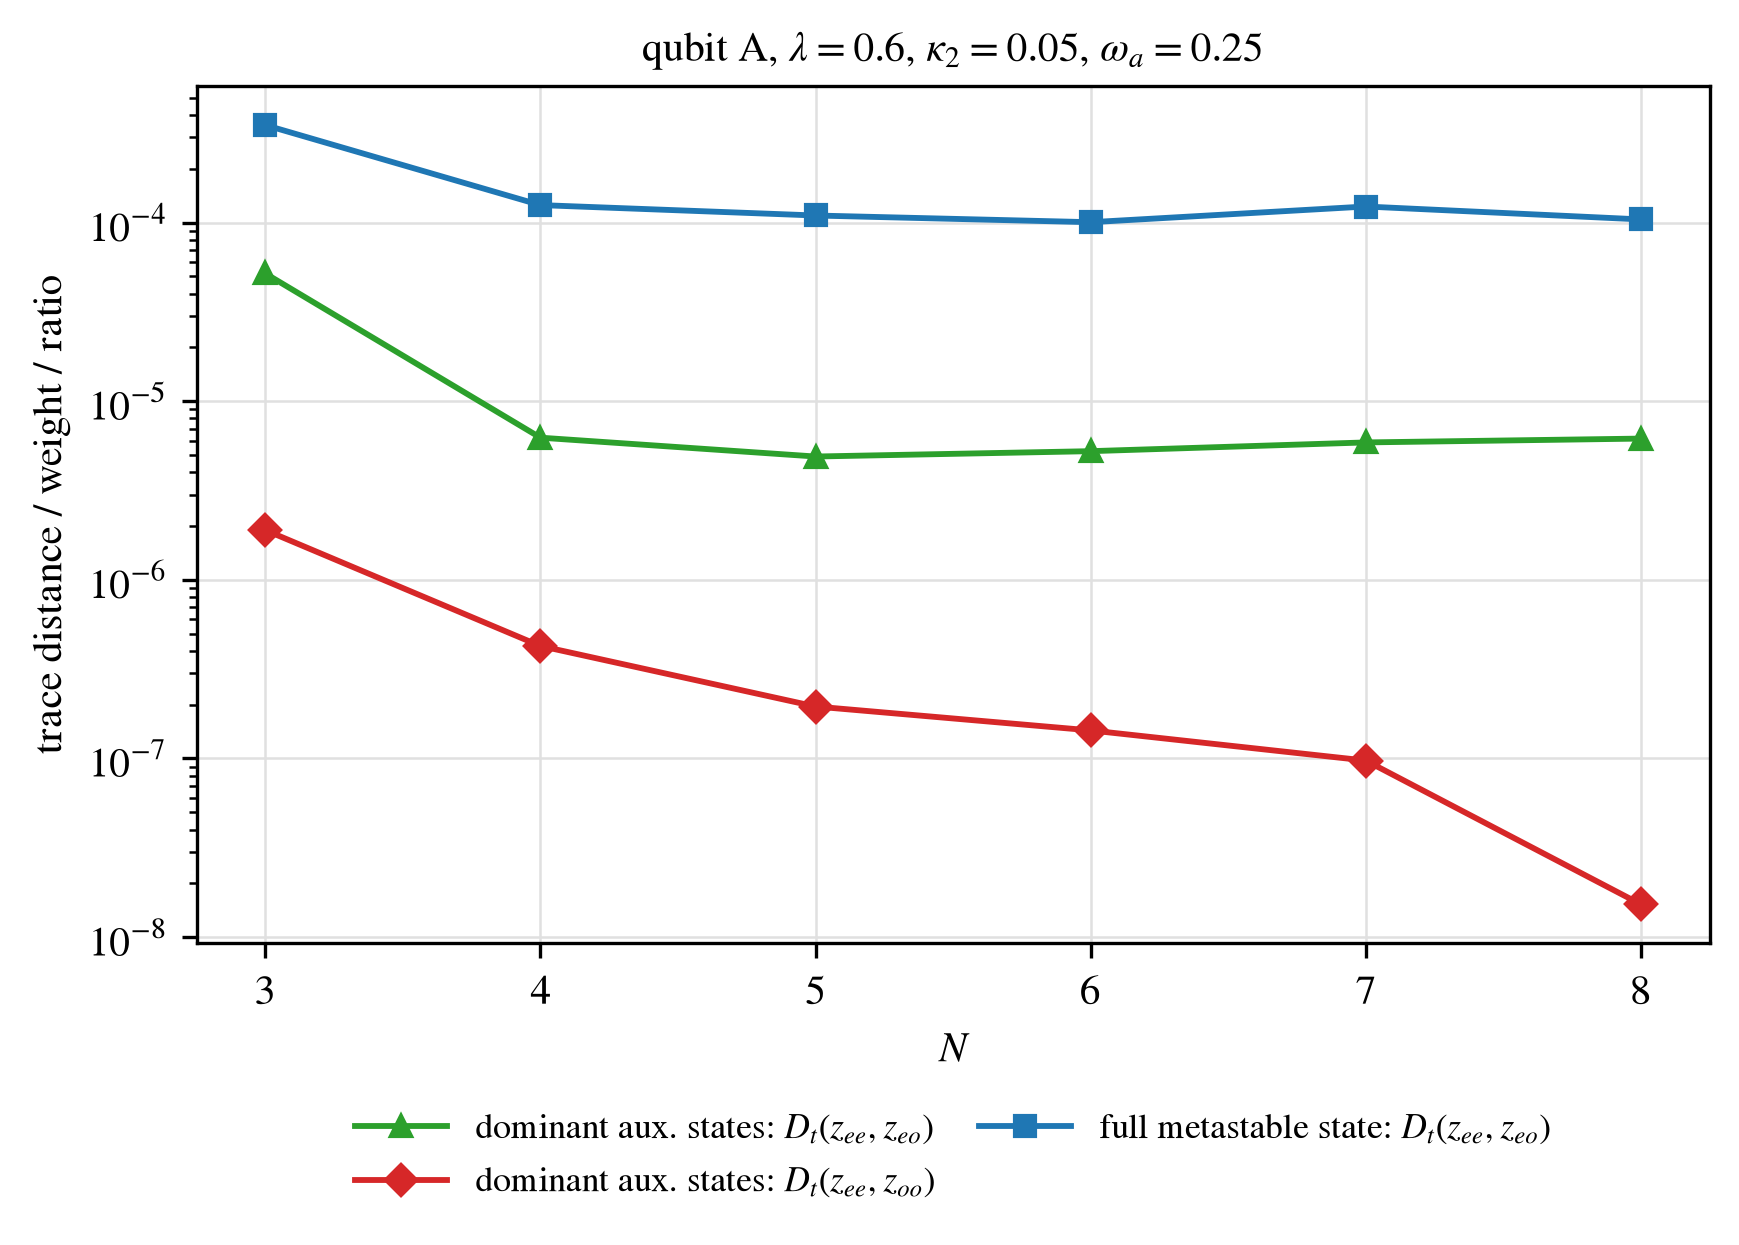 qubit A, λ = 0.6, κ₂ = 0.05, ωₐ = 0.25
trace distance / weight / ratio
10⁻⁴
10⁻⁵
10⁻⁶
10⁻⁷
10⁻⁸
3 4 5 6 7 8
N
dominant aux. states: Dₜ(zₑₑ, zₑₒ)
full metastable state: Dₜ(zₑₑ, zₑₒ)
dominant aux. states: Dₜ(zₑₑ, zₒₒ)